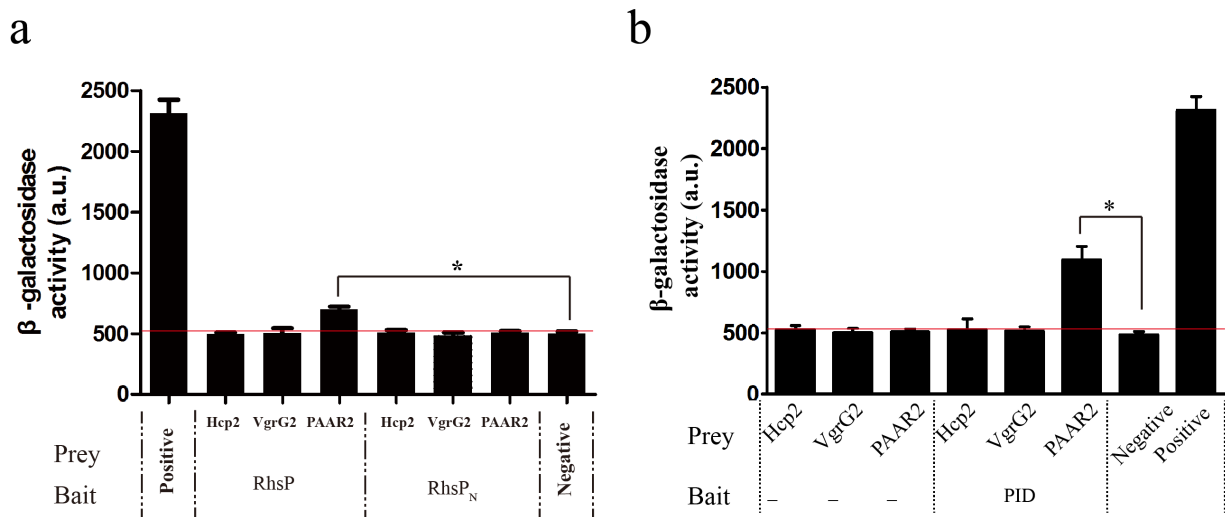 a
β -galactosidase
activity (a.u.)
2500
2000
1500
1000
500
0
*
Prey
Positive
Hcp2 VgrG2 PAAR2
Hcp2 VgrG2 PAAR2
Negative
Bait
RhsP
RhsP_N
b
β-galactosidase
activity (a.u.)
2500
2000
1500
1000
500
0
*
Prey
Hcp2 VgrG2 PAAR2 Hcp2 VgrG2 PAAR2 Negative Positive
Bait
– – –
PID